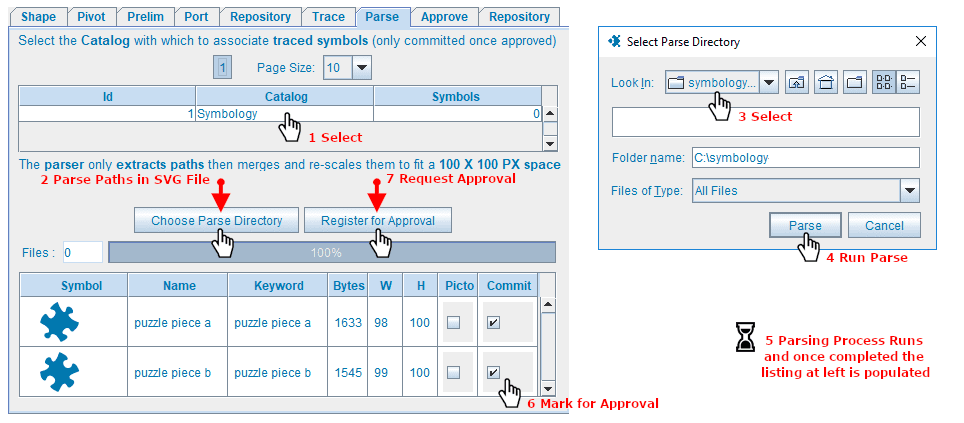 Shape Pivot Prelim Port Repository Trace Parse Approve Repository
Select the Catalog with which to associate traced symbols (only committed once approved)
1 Page Size: 10
Id Catalog Symbols
1 Symbology 0
1 Select
The parser only extracts paths then merges and re-scales them to fit a 100 X 100 PX space
2 Parse Paths in SVG File 7 Request Approval
Choose Parse Directory Register for Approval
Files : 0 100%
Symbol Name Keyword Bytes W H Picto Commit
puzzle piece a puzzle piece a 1633 98 100
puzzle piece b puzzle piece b 1545 99 100
6 Mark for Approval
Select Parse Directory
Look In: symbology...
3 Select
Folder name: C:\symbology
Files of Type: All Files
Parse Cancel
4 Run Parse
5 Parsing Process Runs
and once completed the
listing at left is populated